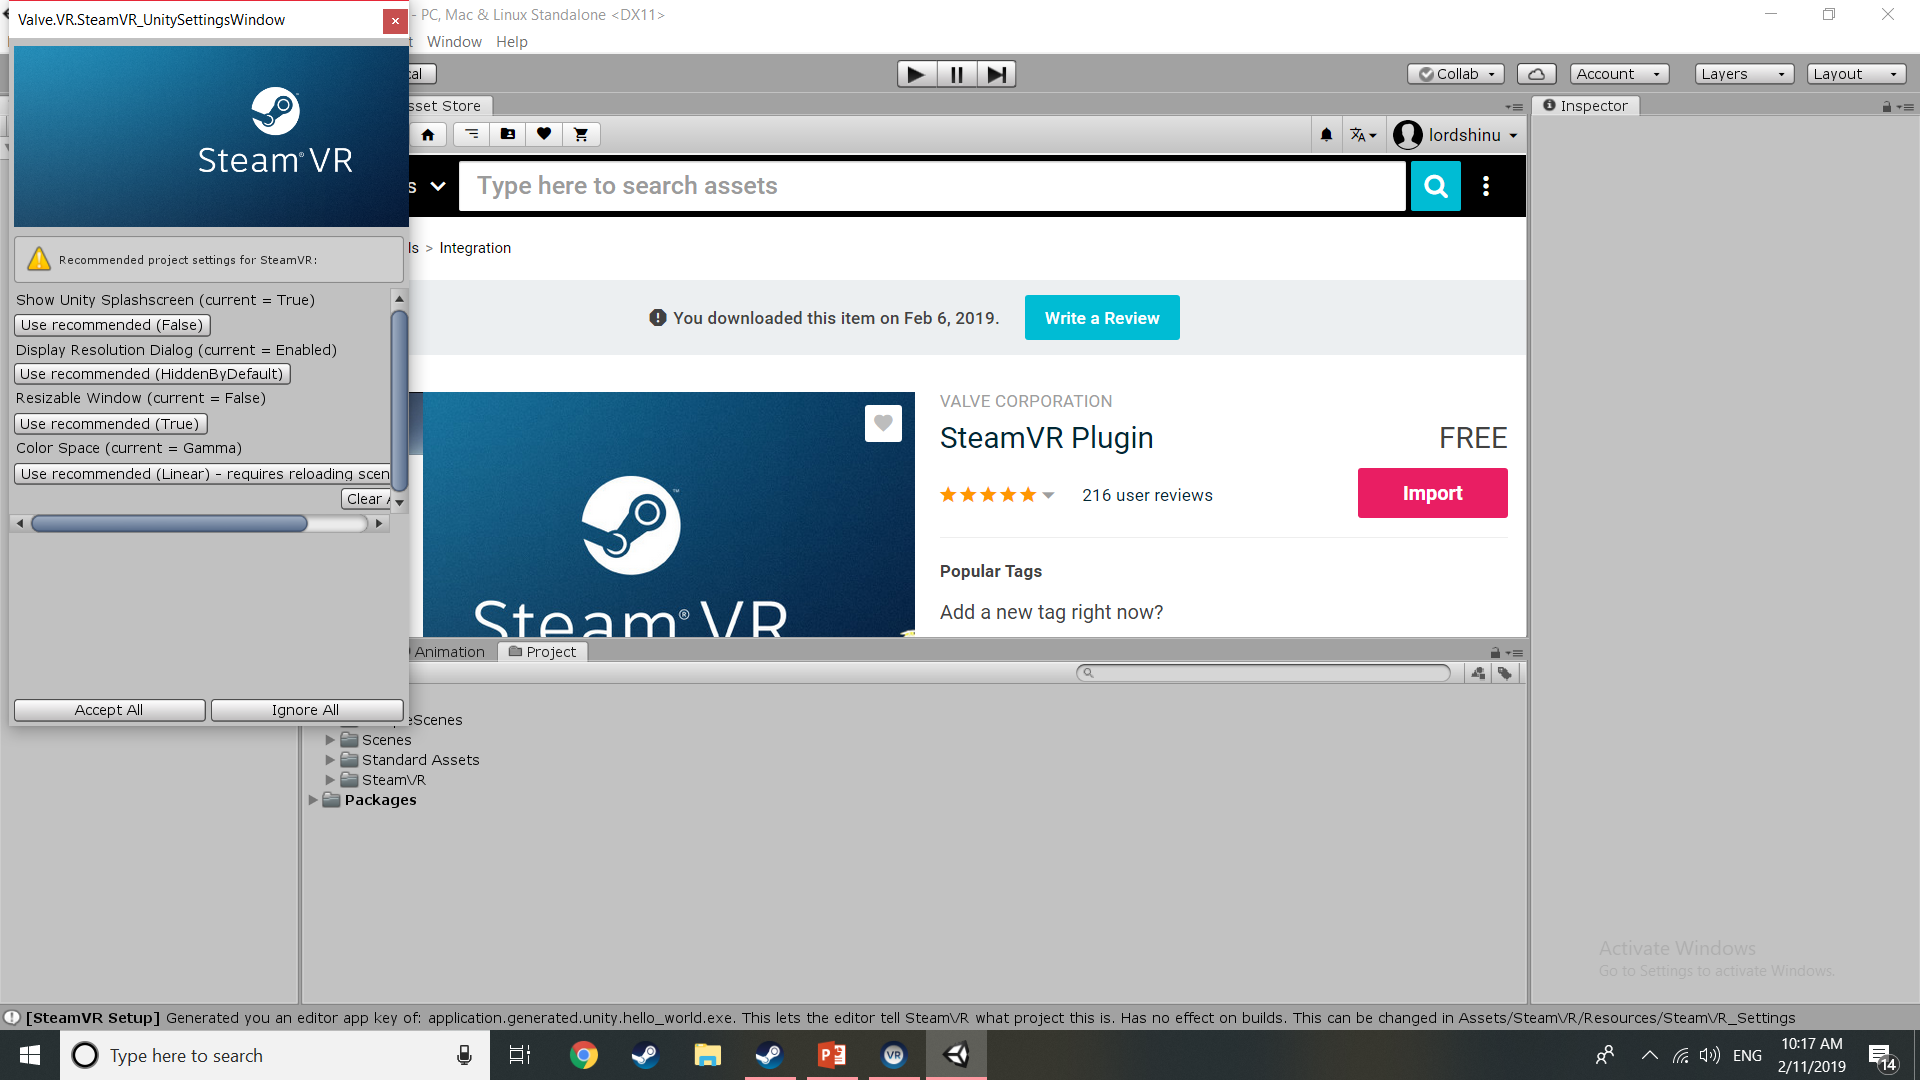 Valve.VR.SteamVR_UnitySettingsWindow
- PC, Mac & Linux Standalone <DX11>
Window Help
Collab
Account
Layers
Layout
Steam®VR
sset Store
Inspector
lordshinu
Type here to search assets
Recommended project settings for SteamVR:
> Integration
Show Unity Splashscreen (current = True)
Use recommended (False)
Display Resolution Dialog (current = Enabled)
Use recommended (HiddenByDefault)
Resizable Window (current = False)
Use recommended (True)
Color Space (current = Gamma)
Use recommended (Linear) - requires reloading scen
Clear A
Accept All
Ignore All
You downloaded this item on Feb 6, 2019.
Write a Review
VALVE CORPORATION
SteamVR Plugin
FREE
216 user reviews
Import
Popular Tags
Add a new tag right now?
Steam®VR
Animation
Project
eScenes
Scenes
Standard Assets
SteamVR
Packages
Activate Windows
Go to Settings to activate Windows.
[SteamVR Setup] Generated you an editor app key of: application.generated.unity.hello_world.exe. This lets the editor tell SteamVR what project this is. Has no effect on builds. This can be changed in Assets/SteamVR/Resources/SteamVR_Settings
Type here to search
ENG
10:17 AM
2/11/2019
14